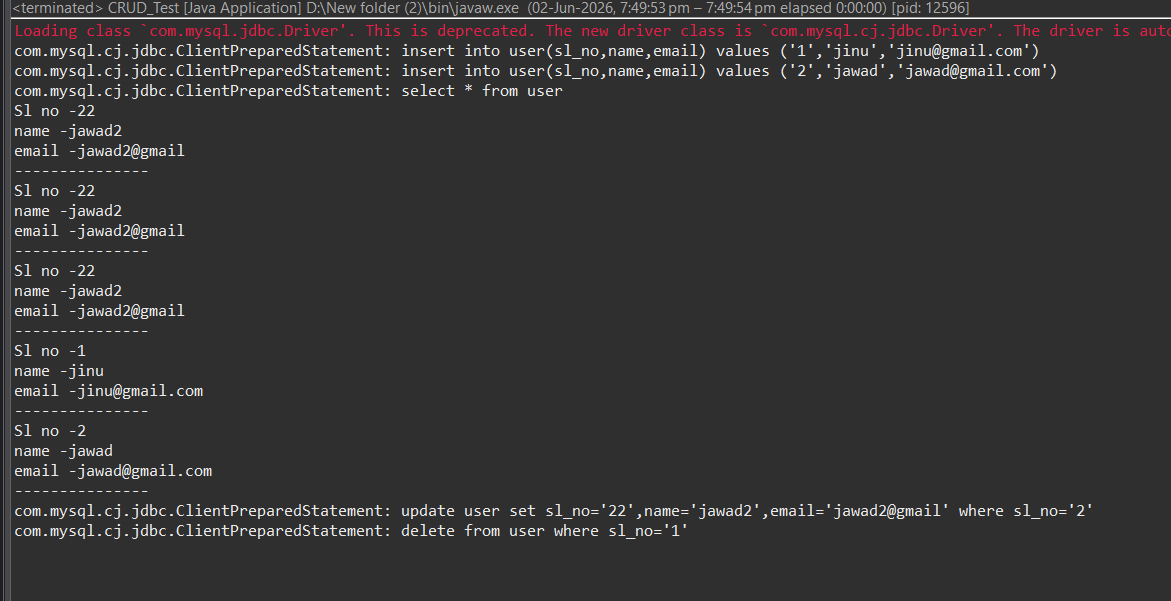 <terminated> CRUD_Test [Java Application] D:\New folder (2)\bin\javaw.exe (02-Jun-2026, 7:49:53 pm – 7:49:54 pm elapsed 0:00:00) [pid: 12596]
Loading class `com.mysql.jdbc.Driver'. This is deprecated. The new driver class is `com.mysql.cj.jdbc.Driver'. The driver is auto
com.mysql.cj.jdbc.ClientPreparedStatement: insert into user(sl_no,name,email) values ('1','jinu','jinu@gmail.com')
com.mysql.cj.jdbc.ClientPreparedStatement: insert into user(sl_no,name,email) values ('2','jawad','jawad@gmail.com')
com.mysql.cj.jdbc.ClientPreparedStatement: select * from user
Sl no -22
name -jawad2
email -jawad2@gmail
---------------
Sl no -22
name -jawad2
email -jawad2@gmail
---------------
Sl no -22
name -jawad2
email -jawad2@gmail
---------------
Sl no -1
name -jinu
email -jinu@gmail.com
---------------
Sl no -2
name -jawad
email -jawad@gmail.com
---------------
com.mysql.cj.jdbc.ClientPreparedStatement: update user set sl_no='22',name='jawad2',email='jawad2@gmail' where sl_no='2'
com.mysql.cj.jdbc.ClientPreparedStatement: delete from user where sl_no='1'